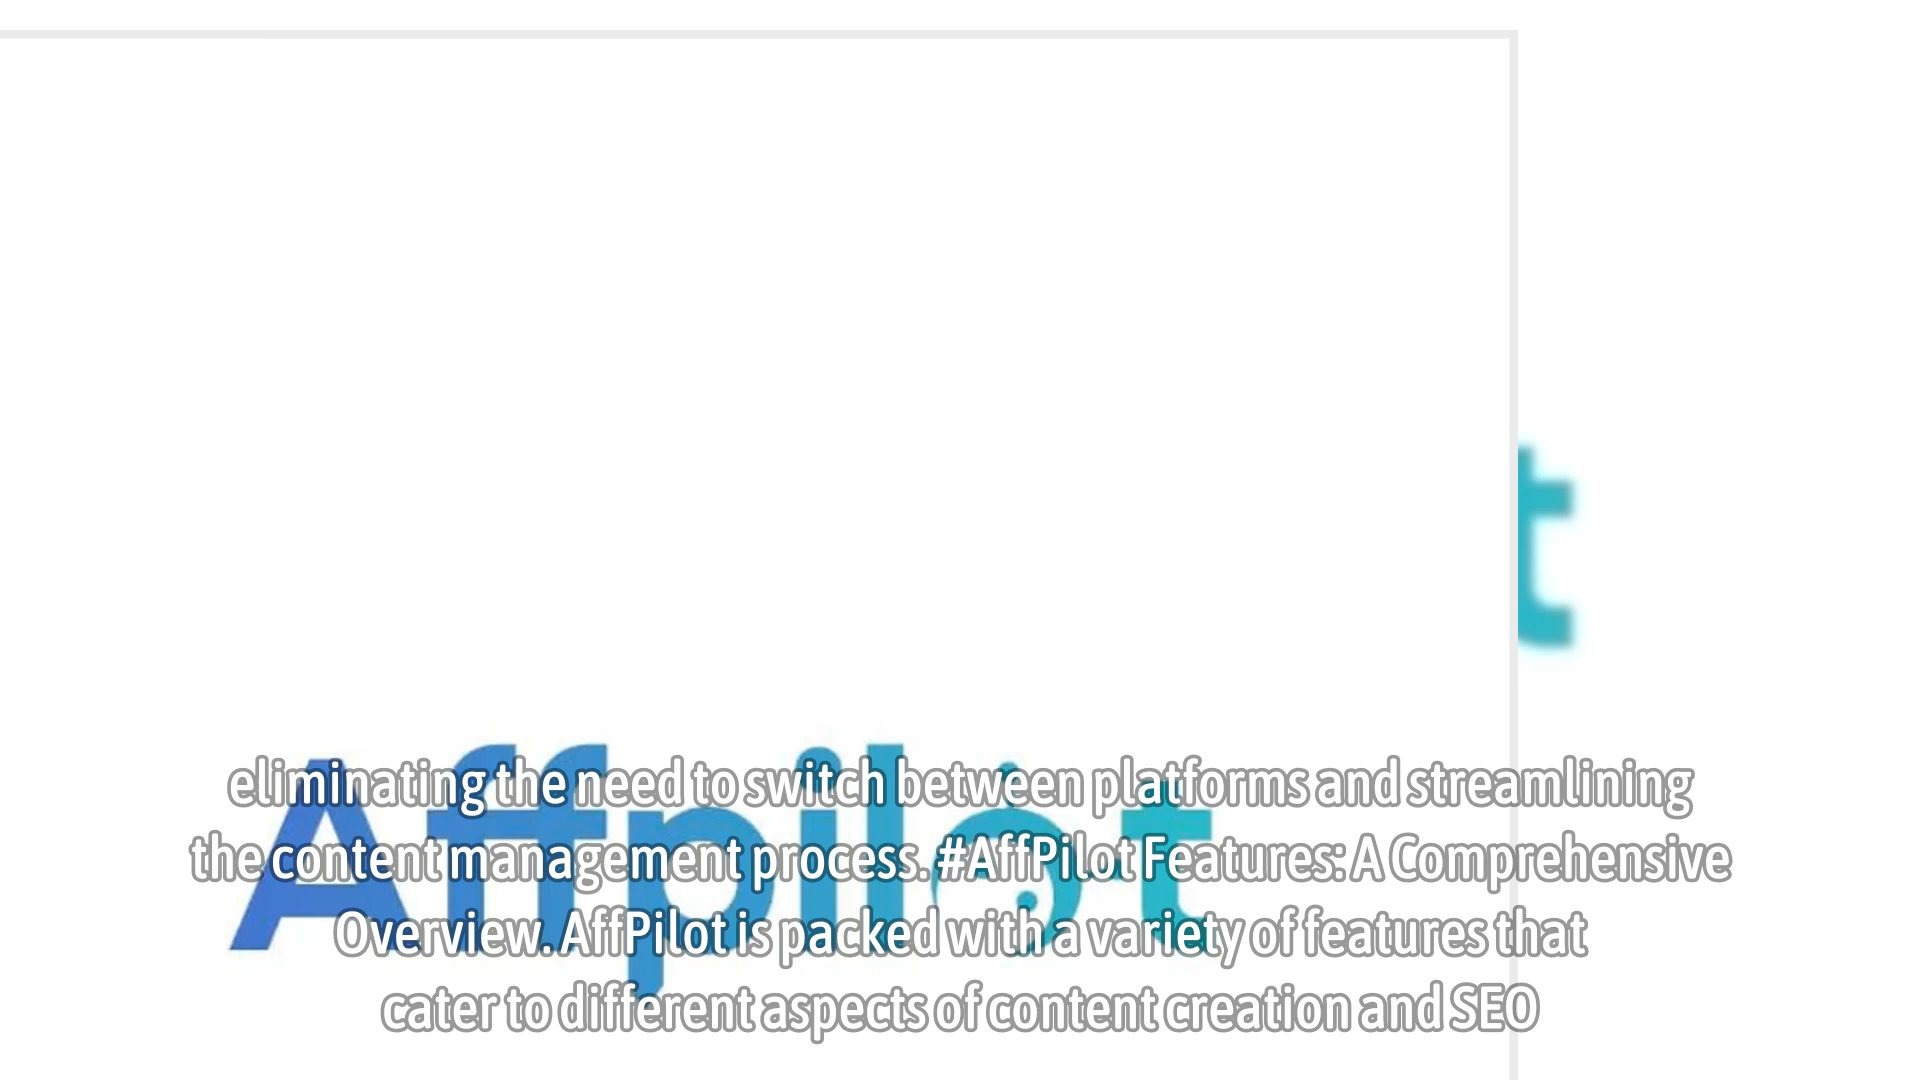 t
Affpilot
eliminating the need to switch between platforms and streamlining
the content management process. #AffPilot Features: A Comprehensive
Overview. AffPilot is packed with a variety of features that
cater to different aspects of content creation and SEO